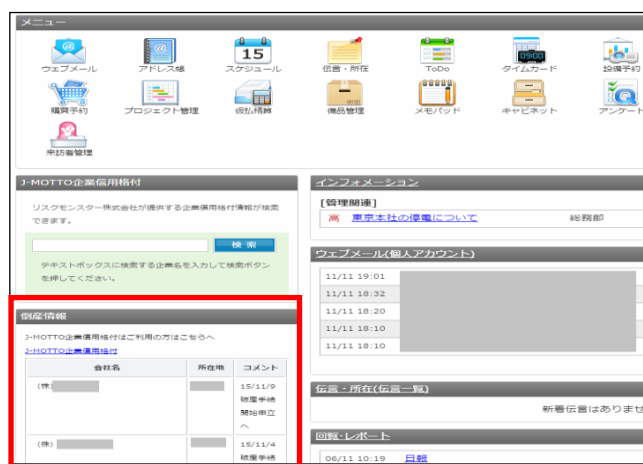 メニュー
15
09:00
ウェブメール アドレス帳 スケジュール 伝言・所在 ToDo タイムカード 設備予約
購買予約 プロジェクト管理 仮払精算 備品管理 メモパッド キャビネット アンケート
来訪者管理
J-MOTTO企業信用格付
リスクモンスター株式会社が提供する企業信用格付情報が検索
できます。
検 索
テキストボックスに検索する企業名を入力して検索ボタン
を押してください。
倒産情報
J-MOTTO企業信用格付はご利用の方はこちらへ
J-MOTTO企業信用格付
会社名 所在地 コメント
(株) 15/11/9
破産手続
開始申立
へ
(株) 15/11/4
破産手続
インフォメーション
[管理関連]
高 東京本社の停電について 総務部
ウェブメール(個人アカウント)
11/11 19:01
11/11 18:32
11/11 18:20
11/11 18:10
11/11 18:10
伝言・所在(伝言一覧)
新着伝言はありませ
回覧・レポート
06/11 10:19 日報